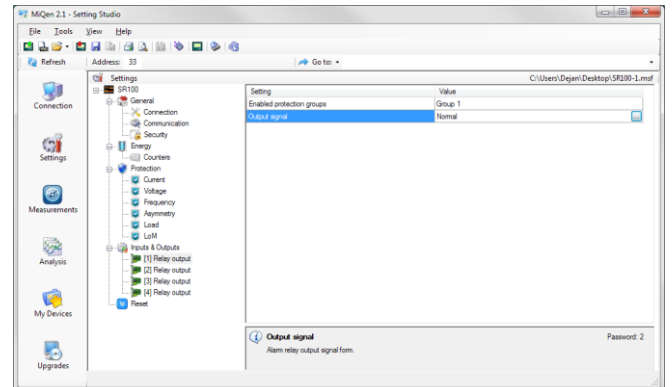 MiQen 2.1 - Setting Studio
File Tools View Help
Refresh Address: 33 Go to:
Settings C:\Users\Dejan\Desktop\SR100-1.msf
Connection
Settings
Measurements
Analysis
My Devices
Upgrades
SR100
General
Connection
Communication
Security
Energy
Counters
Protection
Current
Voltage
Frequency
Asymmetry
Load
LoM
Inputs & Outputs
[1] Relay output
[2] Relay output
[3] Relay output
[4] Relay output
Reset
Setting Value
Enabled protection groups Group 1
Output signal Normal ...
Output signal Password: 2
Alarm relay output signal form.